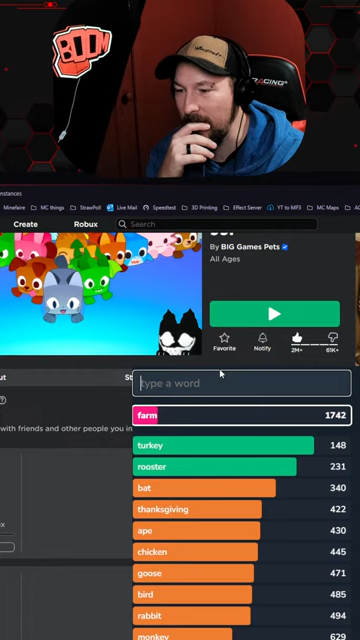 BOOM
RACING
nstances
Minefaire
MC things
StrawPoll
Live Mail
Speedtest
3D Printing
Effect Server
YT to MP3
MC Maps
Create
Robux
Search
By BIG Games Pets
All Ages
Favorite
Notify
2M+
61K+
ut
St
type a word
farm 1742
with friends and other people you in
turkey 148
rooster 231
bat 340
thanksgiving 422
ape 430
chicken 445
goose 471
bird 485
rabbit 494
monkey 629